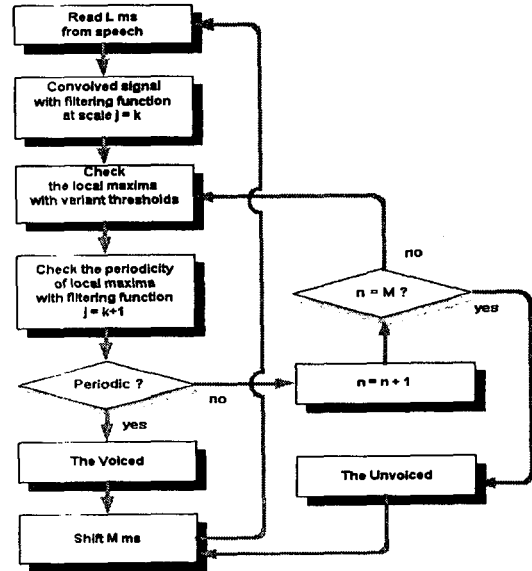 Read L ms
from speech
Convolved signal
with filtering function
at scale j = k
Check
the local maxima
with variant thresholds
Check the periodicity
of local maxima
with filtering function
j = k+1
Periodic ?
no
yes
The Voiced
Shift M ms
no
n = M ?
yes
n = n + 1
The Unvoiced